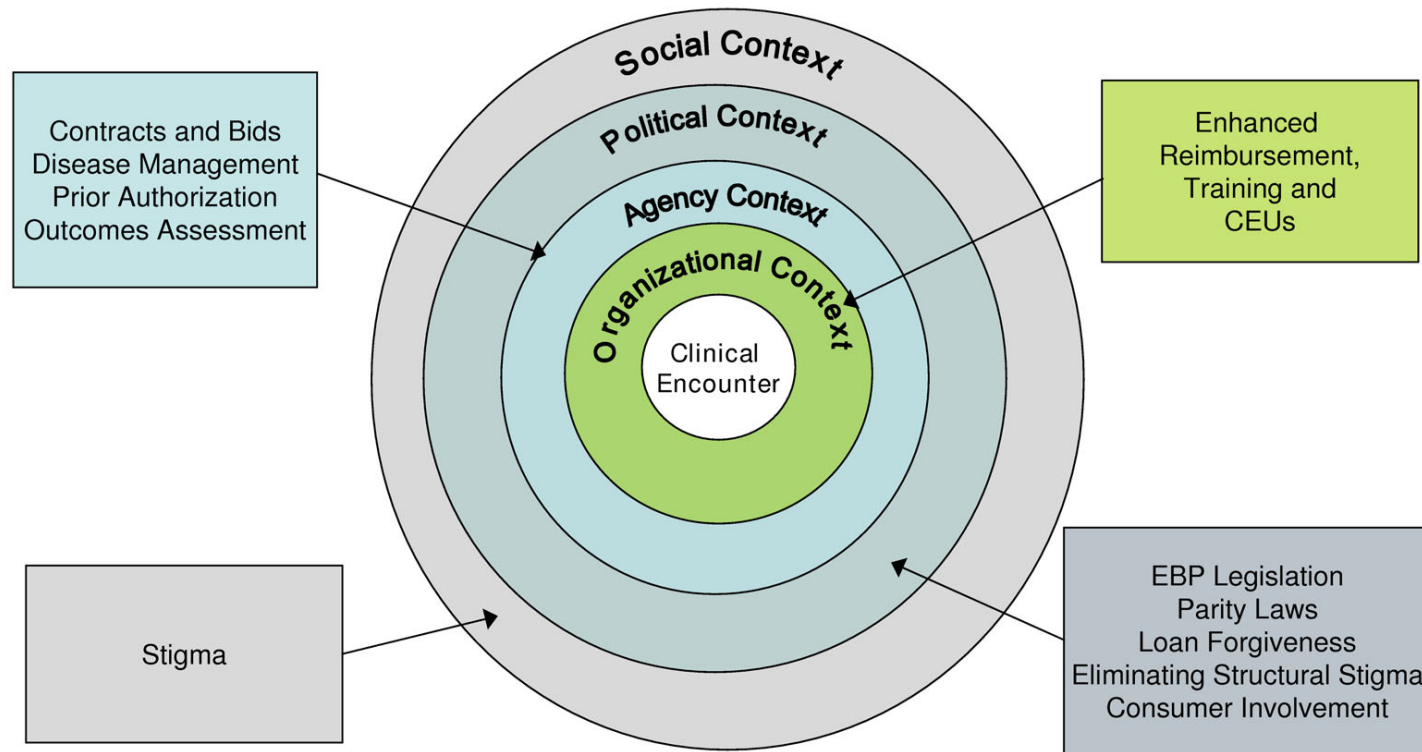 Social Context
Political Context
Agency Context
Organizational Context
Clinical
Encounter
Contracts and Bids
Disease Management
Prior Authorization
Outcomes Assessment
Enhanced
Reimbursement,
Training and
CEUs
Stigma
EBP Legislation
Parity Laws
Loan Forgiveness
Eliminating Structural Stigma
Consumer Involvement